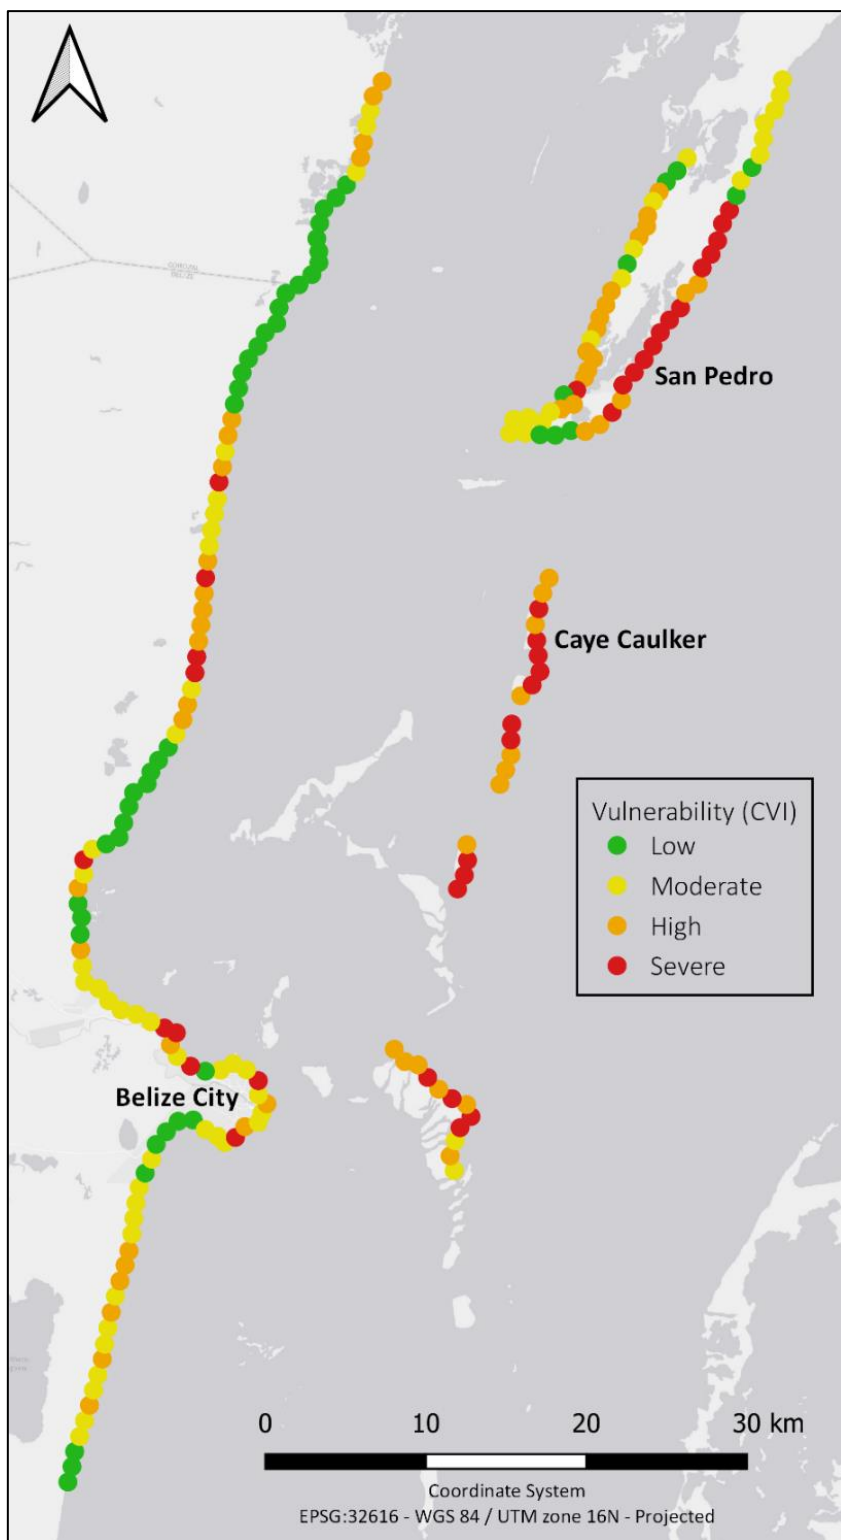 San Pedro
Caye Caulker
Vulnerability (CVI)
Low
Moderate
High
Severe
Belize City
0 10 20 30 km
Coordinate System
EPSG:32616 - WGS 84 / UTM zone 16N - Projected